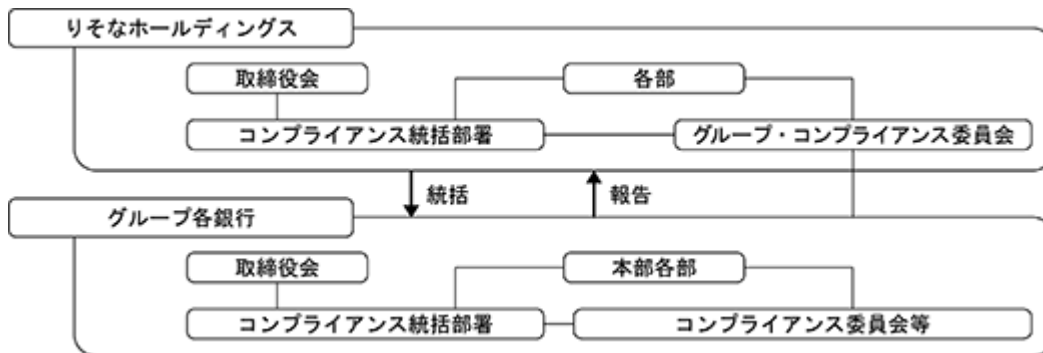 りそなホールディングス
取締役会
各部
コンプライアンス統括部署
グループ・コンプライアンス委員会
統括
報告
グループ各銀行
取締役会
本部各部
コンプライアンス統括部署
コンプライアンス委員会等